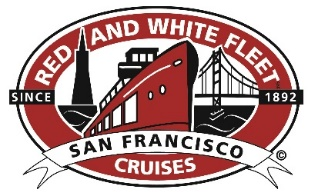 RED AND WHITE FLEET
SINCE 1892
SAN FRANCISCO
CRUISES
©